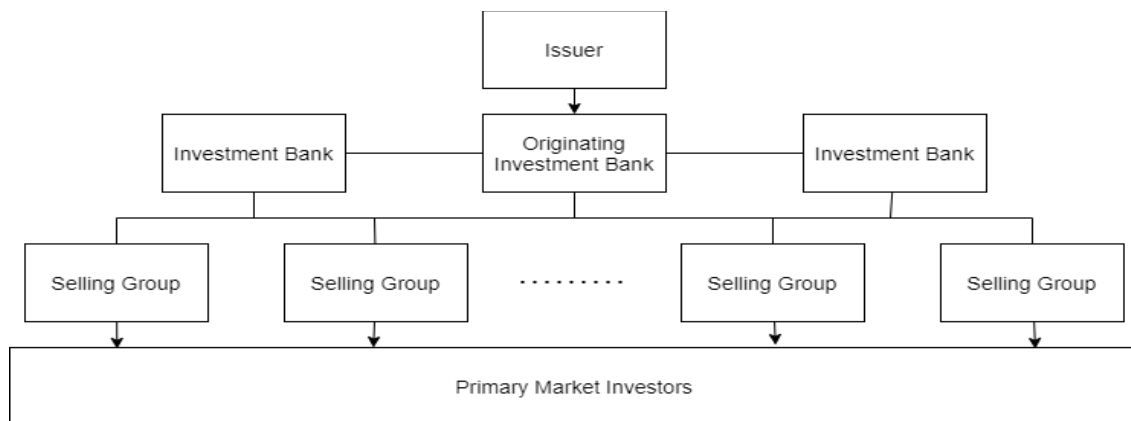 Issuer
Investment Bank
Originating
Investment Bank
Investment Bank
Selling Group
Selling Group
.........
Selling Group
Selling Group
Primary Market Investors